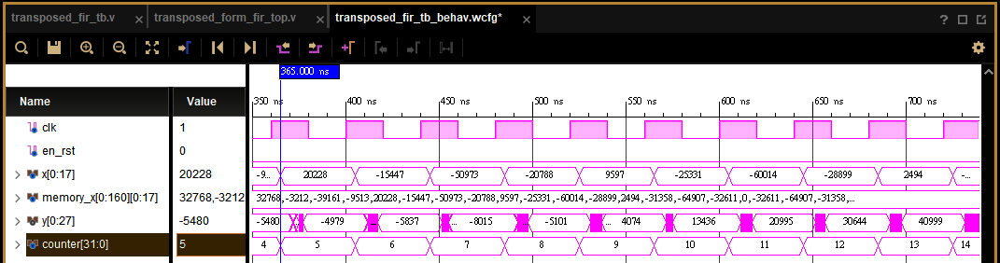 transposed_fir_tb.v × transposed_form_fir_top.v × transposed_fir_tb_behav.wcfg* × ?
365.000 ns
Name Value
350 ns 400 ns 450 ns 500 ns 550 ns 600 ns 650 ns 700 ns
clk 1
en_rst 0
x[0:17] 20228 -9... 20228 -15447 -50973 -20788 9597 -25331 -60014 -28899 2494 -...
memory_x[0:160][0:17] 32768,-3212 32768,-3212,-39161,-9513,20228,-15447,-50973,-20788,9597,-25331,-60014,-28899,2494,-31358,-64907,-32611,0,-32611,-64907,-31358,...
y[0:27] -5480 -5480 -4979 ... -5837 ... -8015 ... -5101 4074 13436 20995 30644 40999
counter[31:0] 5 4 5 6 7 8 9 10 11 12 13 14